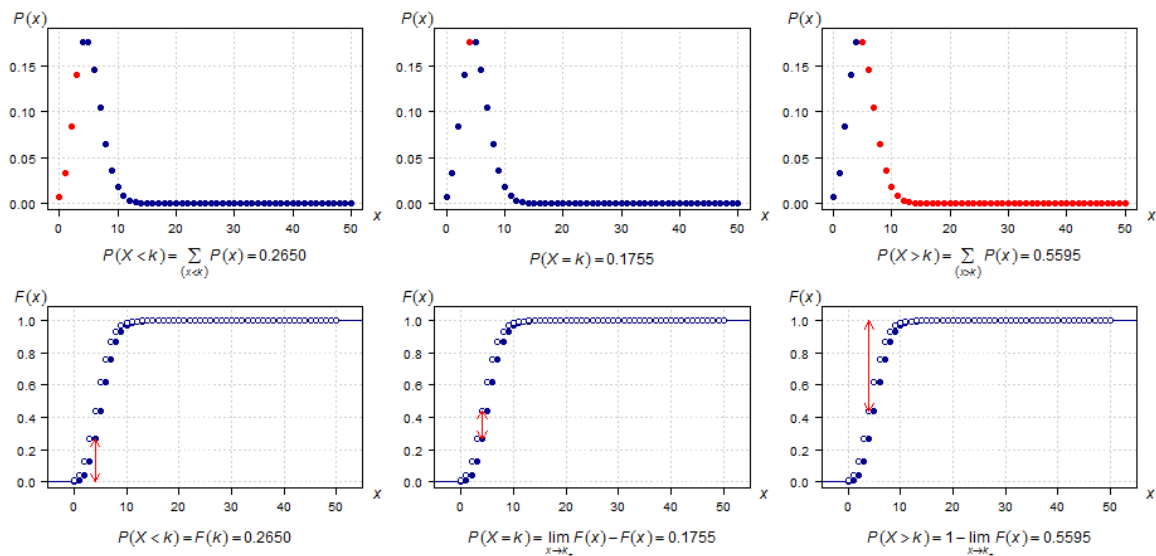 P(x) P(x) P(x)
0.15 0.15 0.15
0.10 0.10 0.10
0.05 0.05 0.05
0.00 0.00 0.00
0 10 20 30 40 50 x 0 10 20 30 40 50 x 0 10 20 30 40 50 x
P(X < k) = ∑ P(x) = 0.2650 P(X = k) = 0.1755 P(X > k) = ∑ P(x) = 0.5595
(x<k) (x>k)
F(x) F(x) F(x)
1.0 1.0 1.0
0.8 0.8 0.8
0.6 0.6 0.6
0.4 0.4 0.4
0.2 0.2 0.2
0.0 0.0 0.0
0 10 20 30 40 50 x 0 10 20 30 40 50 x 0 10 20 30 40 50 x
P(X < k) = F(k) = 0.2650 P(X = k) = lim F(x) − F(x) = 0.1755 P(X > k) = 1 − lim F(x) = 0.5595
x→k₊ x→k₊